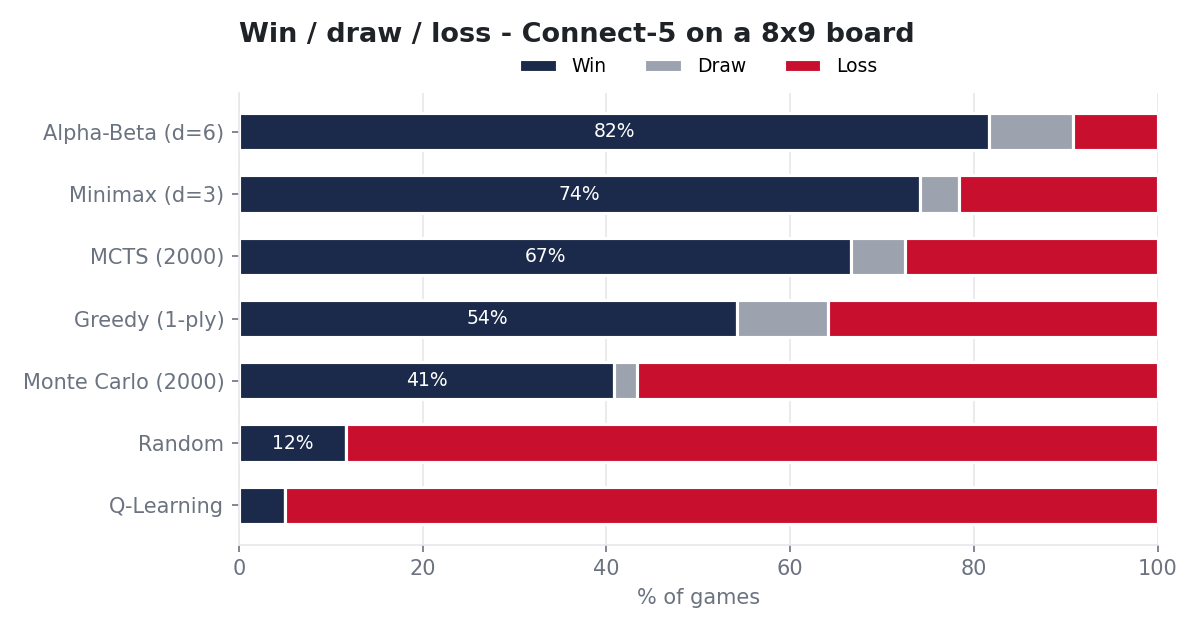 Win / draw / loss - Connect-5 on a 8x9 board
Win Draw Loss
Alpha-Beta (d=6) 82%
Minimax (d=3) 74%
MCTS (2000) 67%
Greedy (1-ply) 54%
Monte Carlo (2000) 41%
Random 12%
Q-Learning
0 20 40 60 80 100
% of games